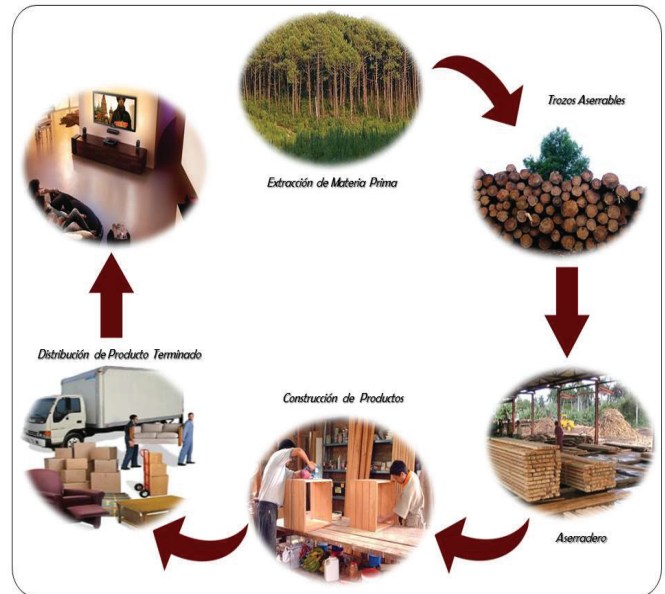 Extracción de Materia Prima
Trozos Aserrables
Aserradero
Construcción de Productos
Distribución de Producto Terminado